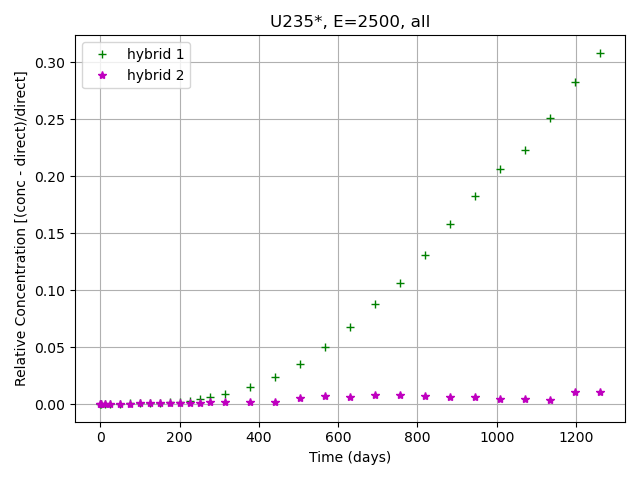 U235*, E=2500, all
hybrid 1
hybrid 2
Relative Concentration [(conc - direct)/direct]
0.30
0.25
0.20
0.15
0.10
0.05
0.00
0 200 400 600 800 1000 1200
Time (days)